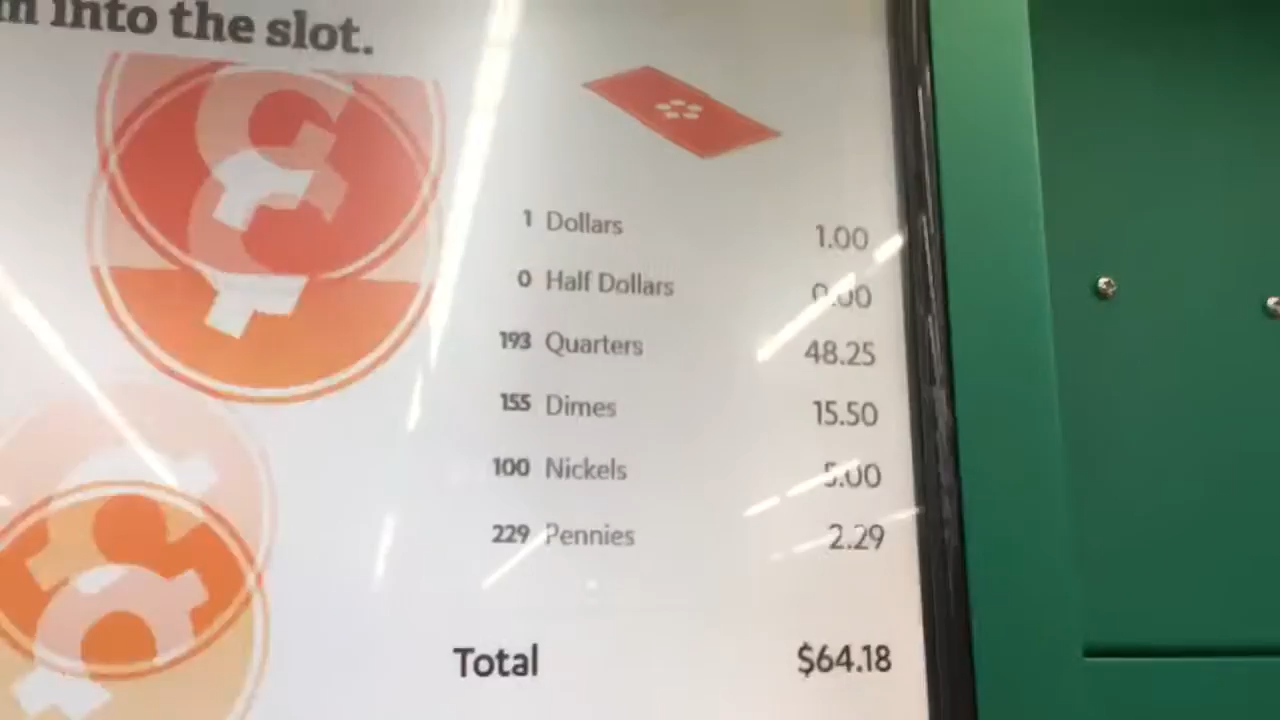 into the slot.
1 Dollars 1.00
0 Half Dollars 0.00
193 Quarters 48.25
155 Dimes 15.50
100 Nickels 5.00
229 Pennies 2.29
Total $64.18